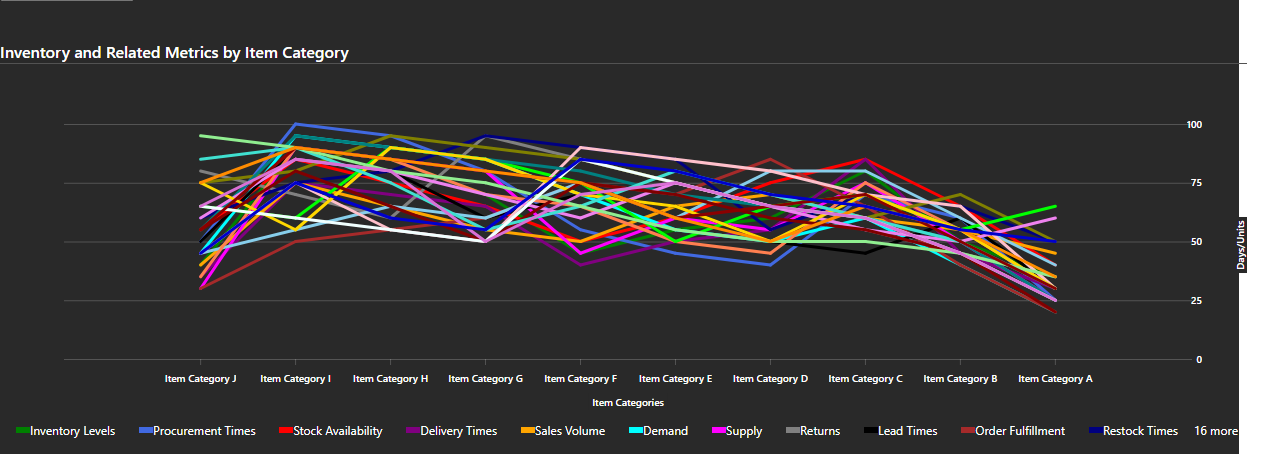 Inventory and Related Metrics by Item Category
100
75
50
25
0
Days/Units
Item Category J Item Category I Item Category H Item Category G Item Category F Item Category E Item Category D Item Category C Item Category B Item Category A
Item Categories
Inventory Levels Procurement Times Stock Availability Delivery Times Sales Volume Demand Supply Returns Lead Times Order Fulfillment Restock Times 16 more